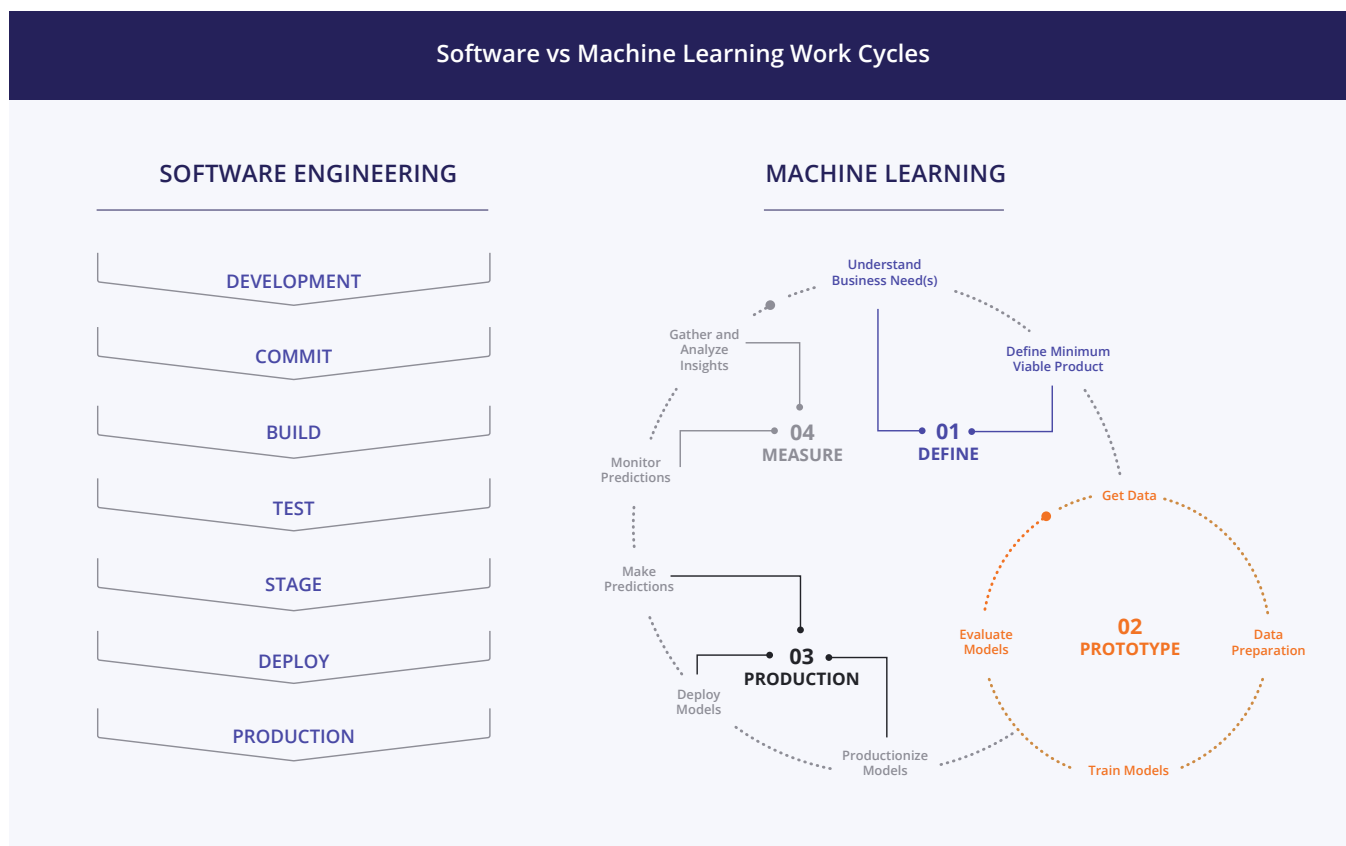 Software vs Machine Learning Work Cycles
SOFTWARE ENGINEERING
DEVELOPMENT
COMMIT
BUILD
TEST
STAGE
DEPLOY
PRODUCTION
MACHINE LEARNING
Understand
Business Need(s)
Define Minimum
Viable Product
01
DEFINE
Get Data
Data
Preparation
Train Models
Evaluate
Models
02
PROTOTYPE
Productionize
Models
Deploy
Models
Make
Predictions
03
PRODUCTION
Monitor
Predictions
Gather and
Analyze
Insights
04
MEASURE